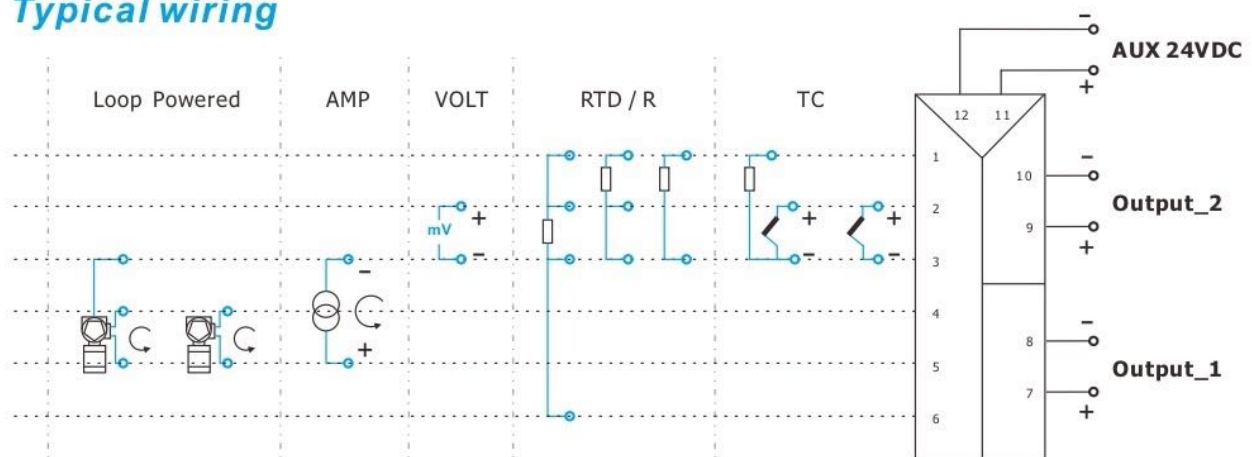 Typical wiring
Loop Powered
AMP
VOLT
RTD / R
TC
mV
+
-
-
+
+
-
+
-
1
2
3
4
5
6
12
11
-
AUX 24VDC
+
10
-
Output_2
9
+
8
-
Output_1
7
+